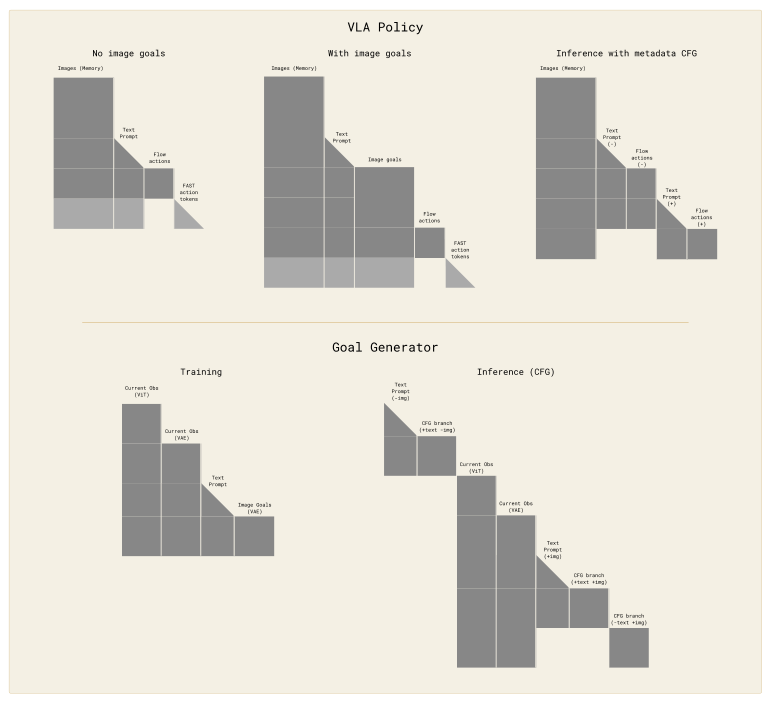 VLA Policy
No image goals
Images (Memory)
Text
Prompt
Flow
actions
FAST
action
tokens
With image goals
Images (Memory)
Text
Prompt
Image goals
Flow
actions
FAST
action
tokens
Inference with metadata CFG
Images (Memory)
Text
Prompt
(-)
Flow
actions
(-)
Text
Prompt
(+)
Flow
actions
(+)
Goal Generator
Training
Current Obs
(ViT)
Current Obs
(VAE)
Text
Prompt
Image Goals
(VAE)
Inference (CFG)
Text
Prompt
(-img)
CFG branch
(+text -img)
Current Obs
(ViT)
Current Obs
(VAE)
Text
Prompt
(+img)
CFG branch
(+text +img)
CFG branch
(-text +img)